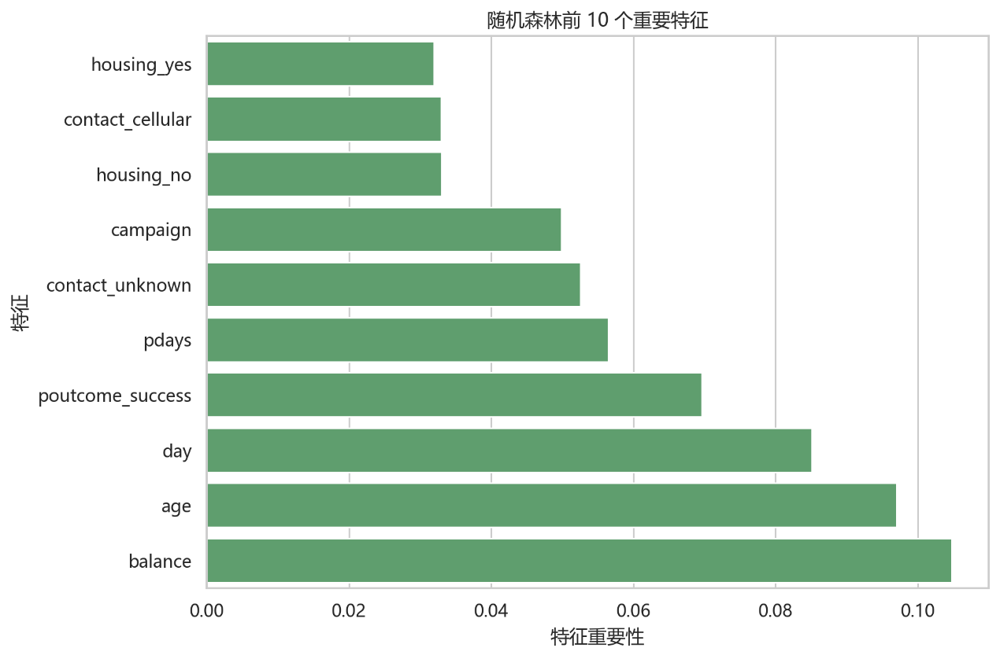 随机森林前 10 个重要特征
housing_yes
contact_cellular
housing_no
campaign
contact_unknown
pdays
poutcome_success
day
age
balance
特征
0.00 0.02 0.04 0.06 0.08 0.10
特征重要性